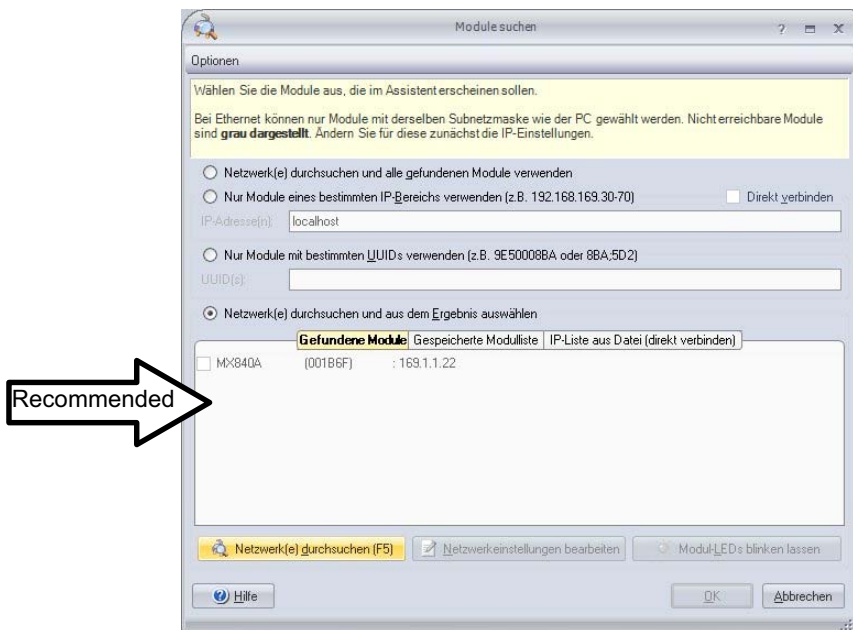 Module suchen
Optionen
Wählen Sie die Module aus, die im Assistent erscheinen sollen.
Bei Ethernet können nur Module mit derselben Subnetzmaske wie der PC gewählt werden. Nicht erreichbare Module
sind grau dargestellt. Ändern Sie für diese zunächst die IP-Einstellungen.
Netzwerk(e) durchsuchen und alle gefundenen Module verwenden
Nur Module eines bestimmten IP-Bereichs verwenden (z.B. 192.168.169.30-70) Direkt verbinden
IP-Adresse(n): localhost
Nur Module mit bestimmten UUIDs verwenden (z.B. 9E50008BA oder 8BA;5D2)
UUID(s):
Netzwerk(e) durchsuchen und aus dem Ergebnis auswählen
Gefundene Module Gespeicherte Modulliste IP-Liste aus Datei (direkt verbinden)
MX840A (001B6F) : 169.1.1.22
Recommended
Netzwerk(e) durchsuchen (F5) Netzwerkeinstellungen bearbeiten Modul-LEDs blinken lassen
Hilfe OK Abbrechen